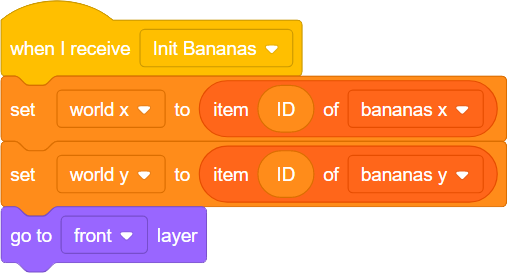 when I receive Init Bananas
set world x to item ID of bananas x
set world y to item ID of bananas y
go to front layer